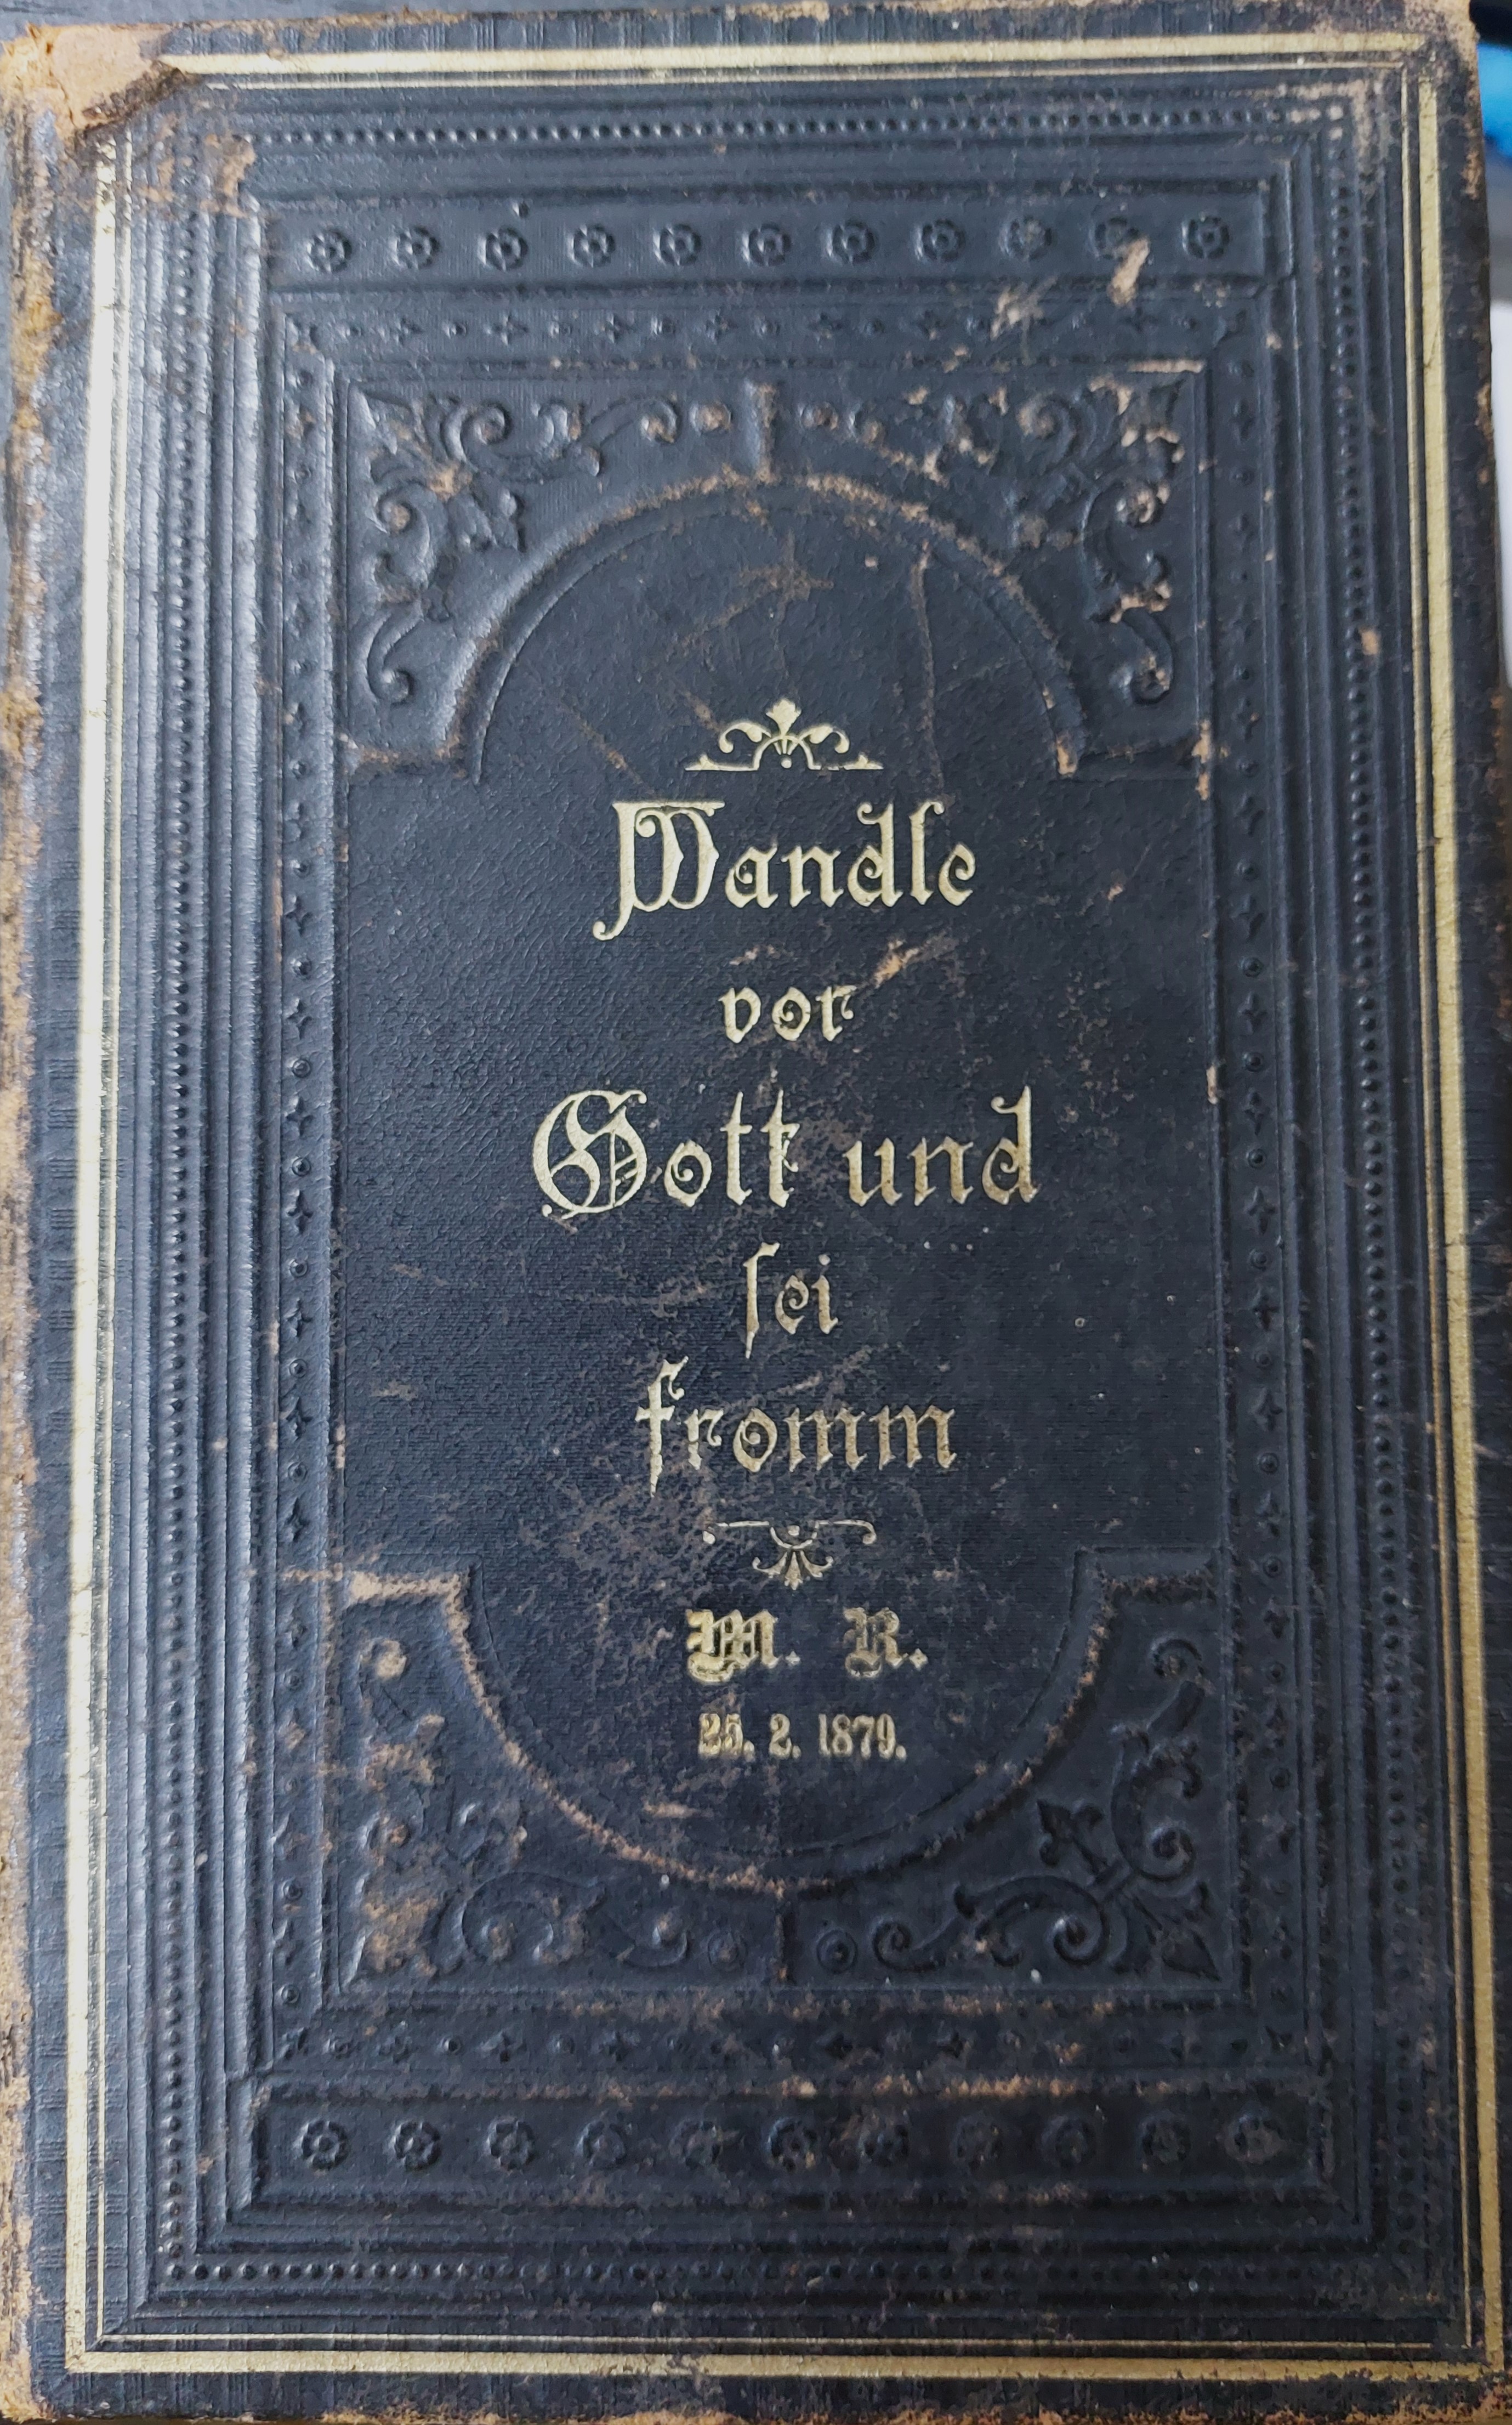 Wandle
vor
Gott und
sei
fromm
M. R.
25. 2. 1879.